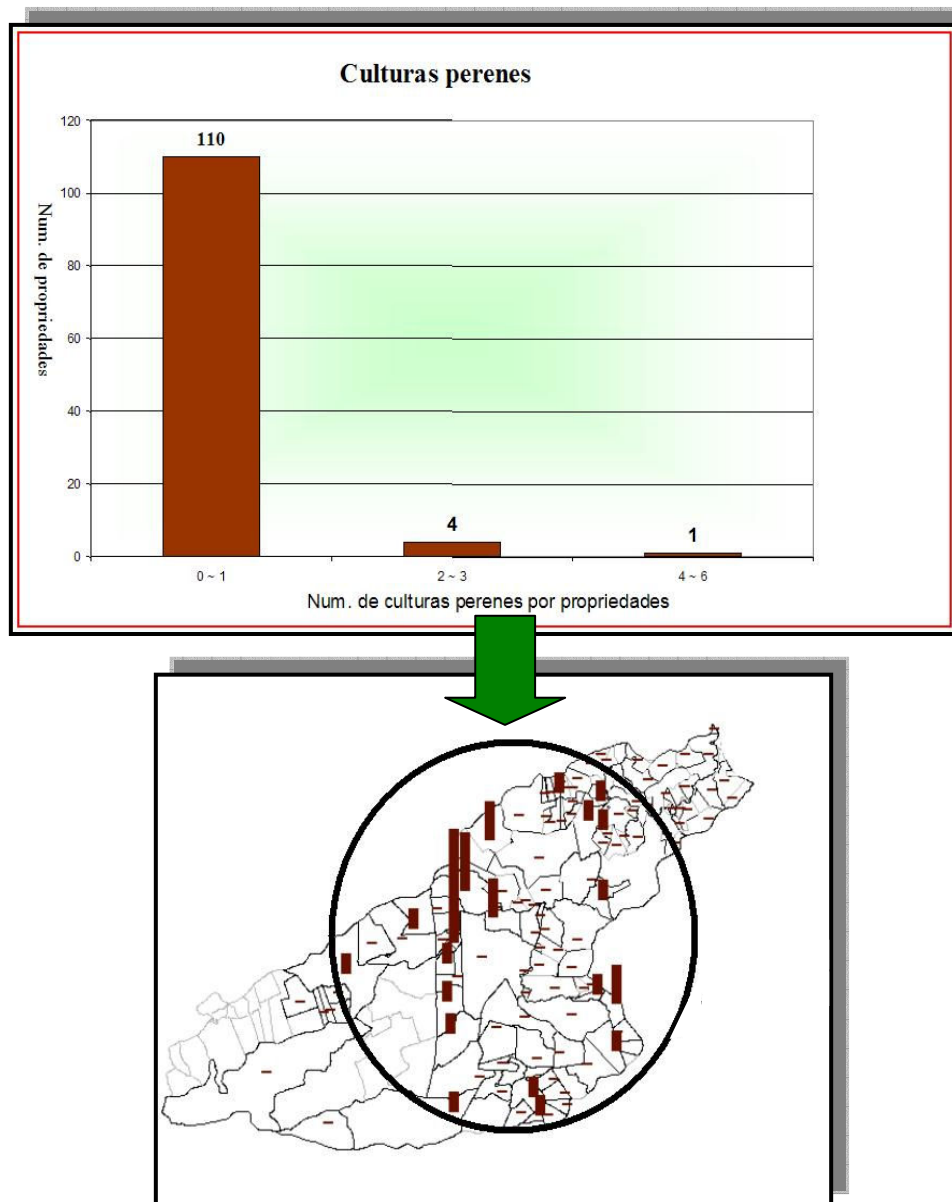 Culturas perenes
120
110
100
80
60
40
20
0
Num. de propriedades
4
1
0 ~ 1
2 ~ 3
4 ~ 6
Num. de culturas perenes por propriedades